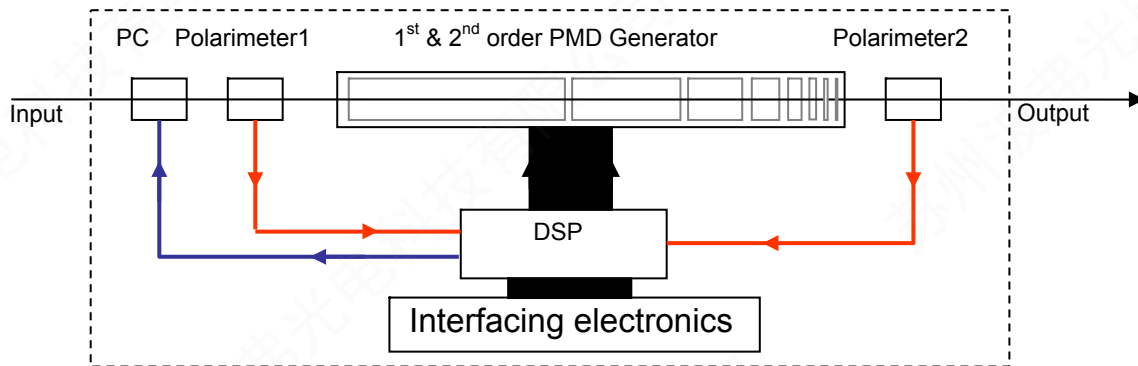 PC Polarimeter1 1st & 2nd order PMD Generator Polarimeter2
Input
Output
DSP
Interfacing electronics